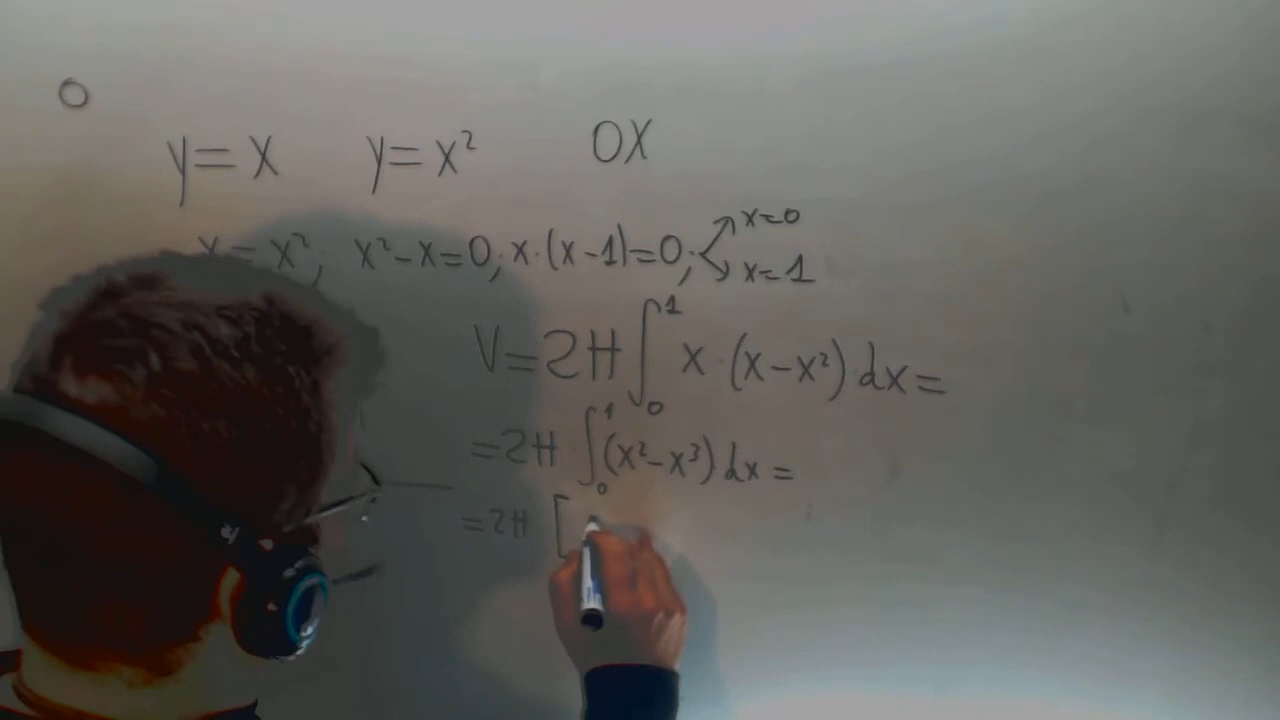 O
y=x y=x² OX
x=x²; x²-x=0; x·(x-1)=0; x=0
x=1
V=2π∫₀¹ x·(x-x²)dx=
=2π ∫₀¹(x²-x³)dx=
=2π [